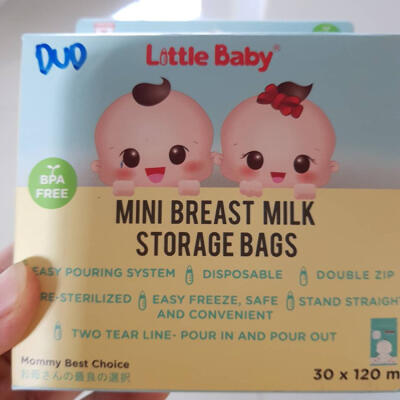 DUO
Little Baby®
BPA
FREE
MINI BREAST MILK
STORAGE BAGS
EASY POURING SYSTEM DISPOSABLE DOUBLE ZIP
RE-STERILIZED EASY FREEZE, SAFE STAND STRAIGHT
AND CONVENIENT
TWO TEAR LINE- POUR IN AND POUR OUT
Mommy Best Choice
お母さんの最良の選択
30 x 120 m